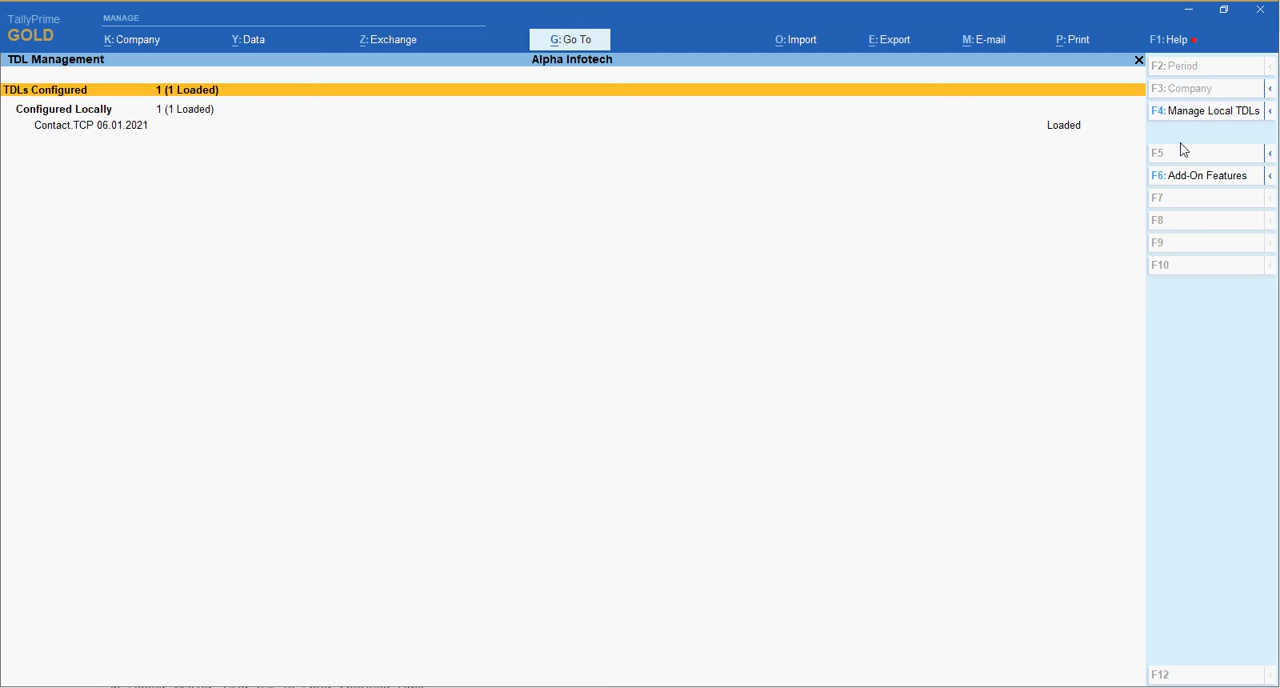 TallyPrime
GOLD
MANAGE
K: Company
Y: Data
Z: Exchange
G: Go To
O: Import
E: Export
M: E-mail
P: Print
F1: Help
TDL Management
Alpha Infotech
F2: Period
F3: Company
F4: Manage Local TDLs
F5
F6: Add-On Features
F7
F8
F9
F10
F12
TDLs Configured 1 (1 Loaded)
Configured Locally 1 (1 Loaded)
Contact.TCP 06.01.2021 Loaded